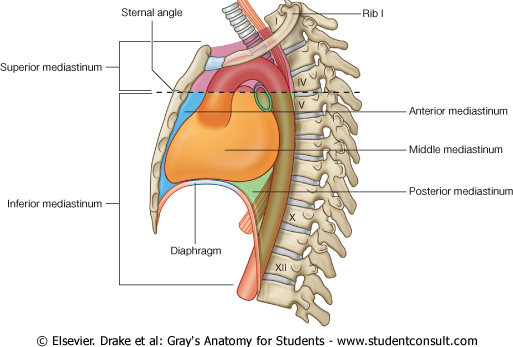 Sternal angle
Rib I
I
Superior mediastinum
IV
V
Anterior mediastinum
Middle mediastinum
Posterior mediastinum
Inferior mediastinum
X
Diaphragm
XII
© Elsevier. Drake et al: Gray's Anatomy for Students - www.studentconsult.com